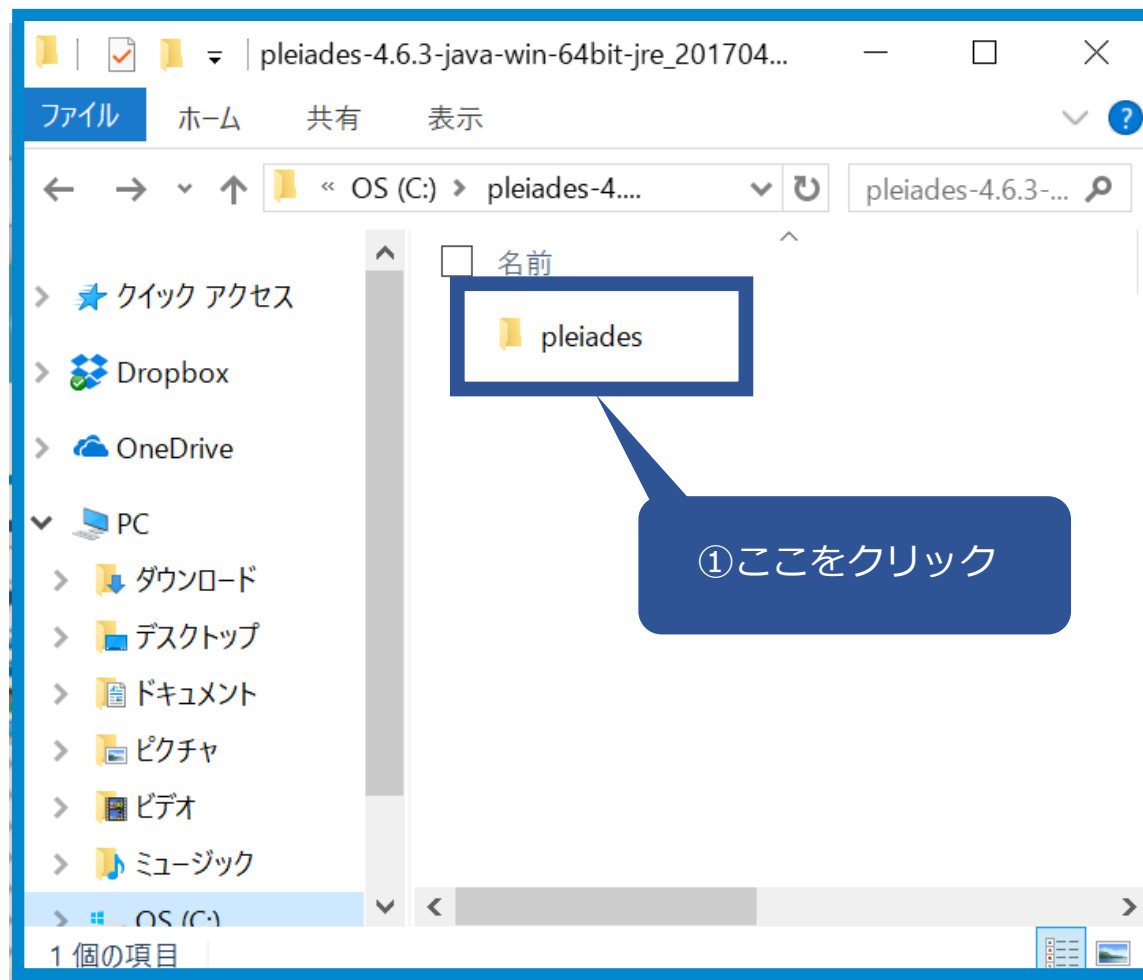 pleiades-4.6.3-java-win-64bit-jre_201704...
ファイル ホーム 共有 表示
« OS (C:) pleiades-4.... pleiades-4.6.3-...
名前
クイック アクセス
pleiades
Dropbox
OneDrive
PC
①ここをクリック
ダウンロード
デスクトップ
ドキュメント
ピクチャ
ビデオ
ミュージック
OS (C:)
1 個の項目